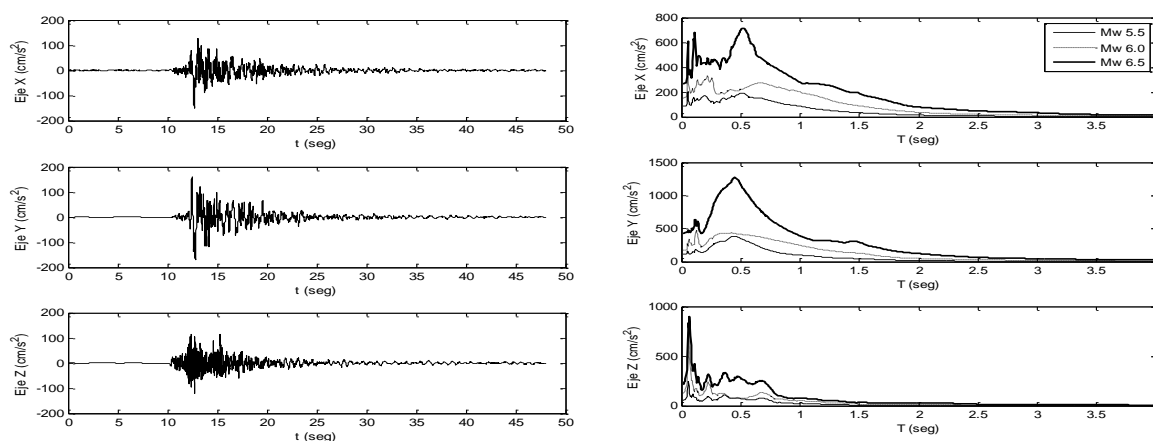 200
100
0
-100
-200
Eje X (cm/s²)
0 5 10 15 20 25 30 35 40 45 50
t (seg)
200
100
0
-100
-200
Eje Y (cm/s²)
0 5 10 15 20 25 30 35 40 45 50
t (seg)
200
100
0
-100
-200
Eje Z (cm/s²)
0 5 10 15 20 25 30 35 40 45 50
t (seg)
800
600
400
200
0
Eje X (cm/s²)
Mw 5.5
Mw 6.0
Mw 6.5
0 0.5 1 1.5 2 2.5 3 3.5
T (seg)
1500
1000
500
0
Eje Y (cm/s²)
0 0.5 1 1.5 2 2.5 3 3.5
T (seg)
1000
500
0
Eje Z (cm/s²)
0 0.5 1 1.5 2 2.5 3 3.5
T (seg)